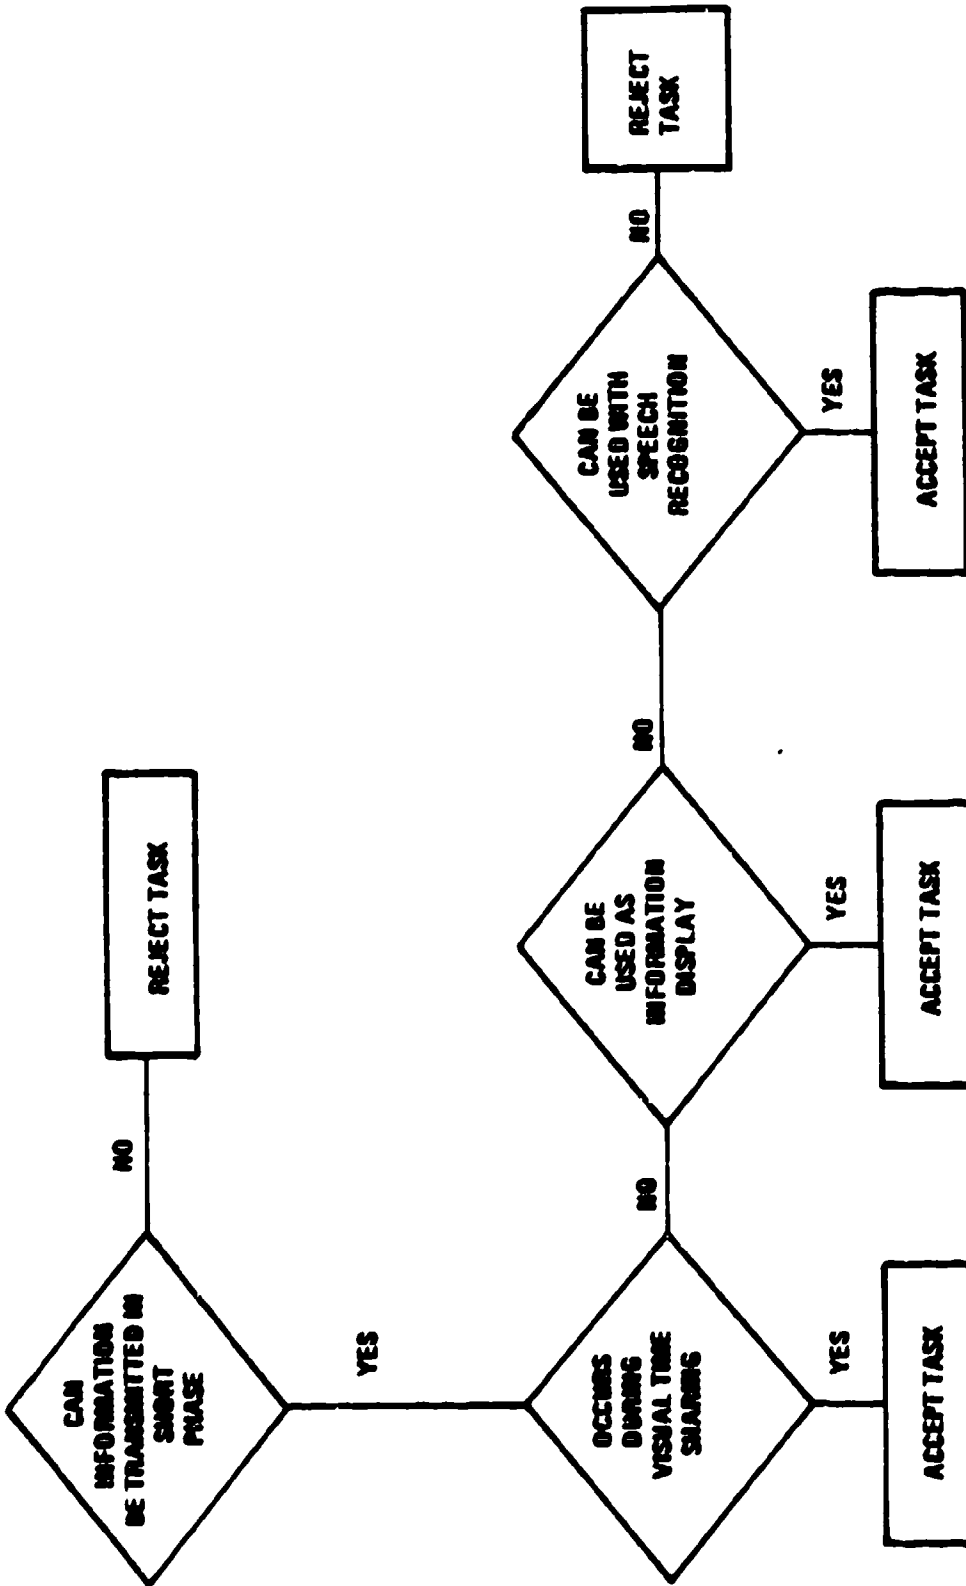 CAN
INFORMATION
BE TRANSMITTED IN
SHORT
PHASE
NO
REJECT TASK
YES
OCCURS
DURING
VISUAL TIME
SHARING
NO
CAN BE
USED AS
INFORMATION
DISPLAY
NO
CAN BE
USED WITH
SPEECH
RECOGNITION
NO
REJECT
TASK
YES
YES
YES
ACCEPT TASK
ACCEPT TASK
ACCEPT TASK